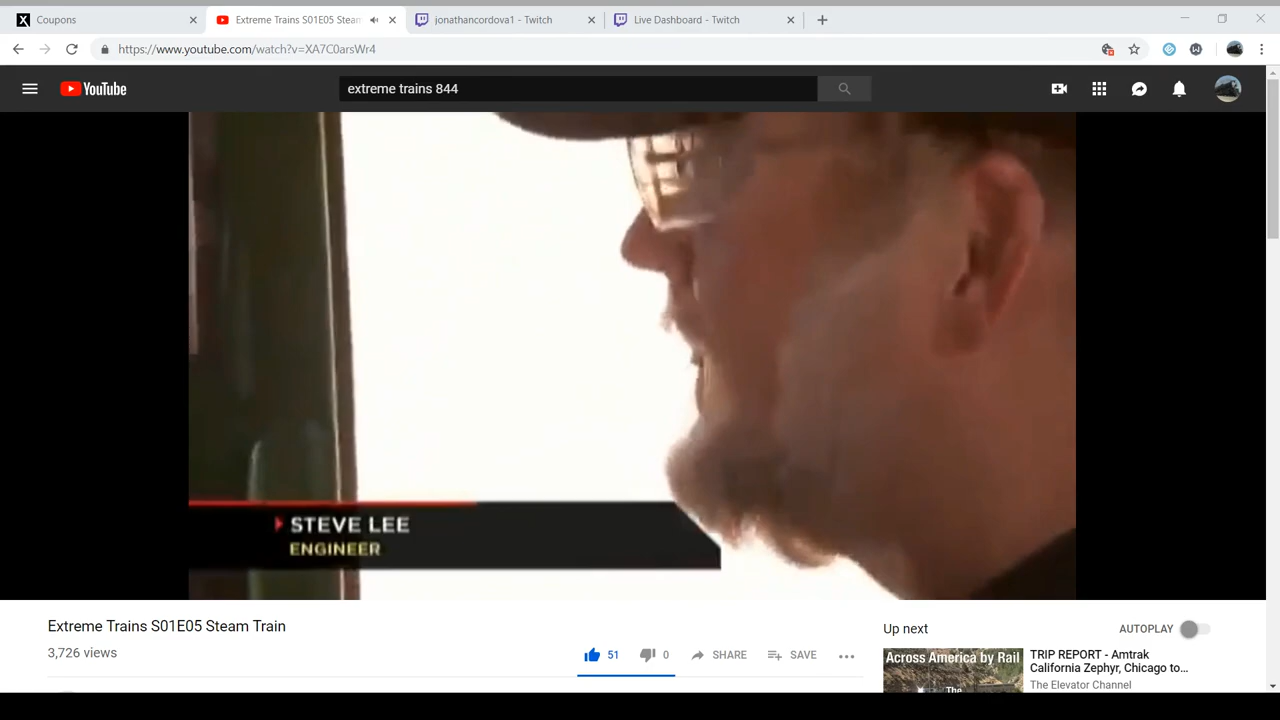 Coupons
Extreme Trains S01E05 Steam
jonathancordova1 - Twitch
Live Dashboard - Twitch
https://www.youtube.com/watch?v=XA7C0arsWr4
YouTube
extreme trains 844
STEVE LEE
ENGINEER
Extreme Trains S01E05 Steam Train
3,726 views
51
0
SHARE
SAVE
Up next
AUTOPLAY
Across America by Rail
The
TRIP REPORT - Amtrak
California Zephyr, Chicago to...
The Elevator Channel